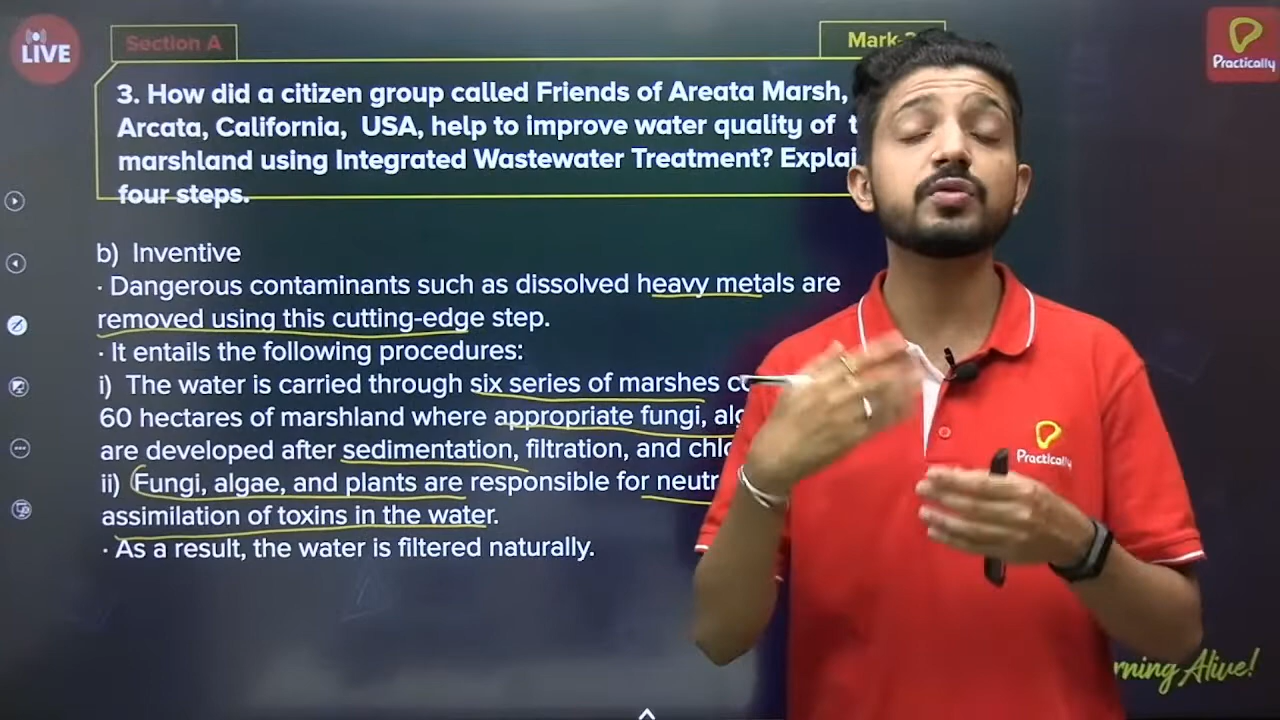 LIVE
Section A
Mark-
Practically
3. How did a citizen group called Friends of Areata Marsh,
Arcata, California, USA, help to improve water quality of
marshland using Integrated Wastewater Treatment?
four steps.
b) Inventive
· Dangerous contaminants such as dissolved heavy metals are
removed using this cutting-edge step.
· It entails the following procedures:
i) The water is carried through six series of marshes
60 hectares of marshland where appropriate fungi,
are developed after sedimentation, filtration, and
ii) Fungi, algae, and plants are responsible for
assimilation of toxins in the water.
· As a result, the water is filtered naturally.
Practically
Alive!